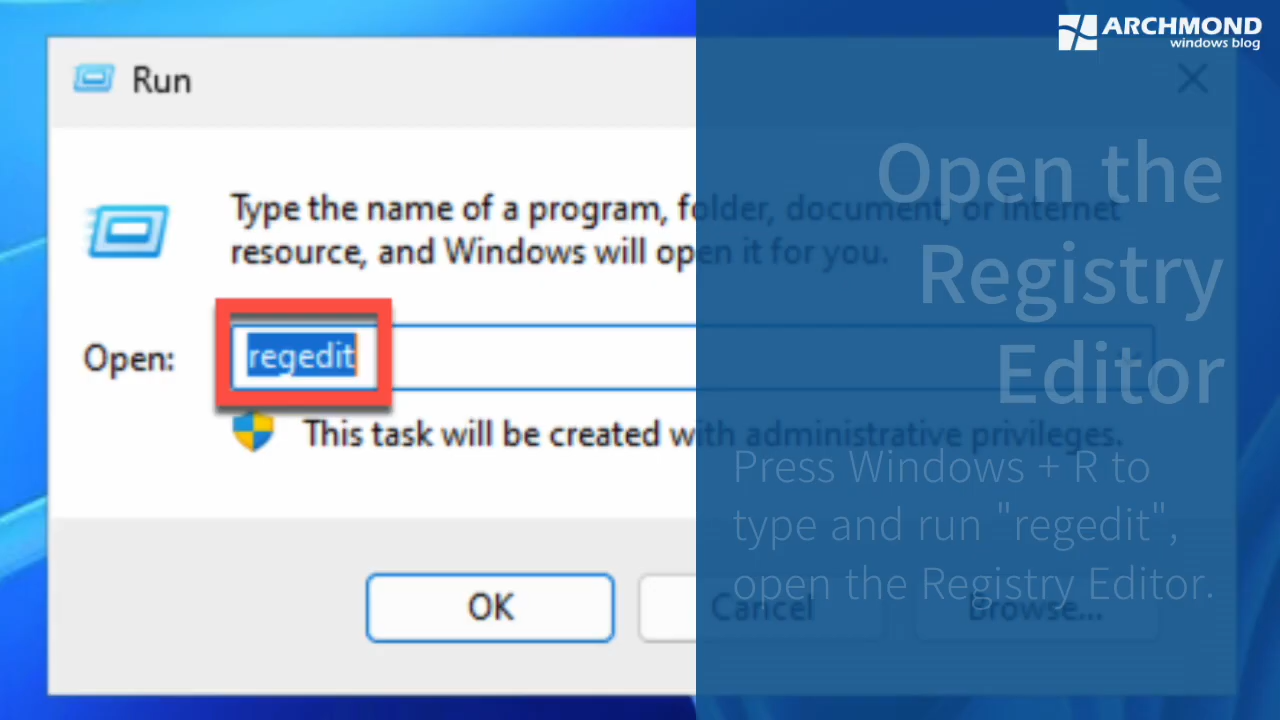 ARCHMOND
windows blog
Run
Type the name of a program, folder, document, or Internet
resource, and Windows will open it for you.
Open:
regedit
This task will be created with administrative privileges.
OK
Cancel
Browse...
Open the
Registry
Editor
Press Windows + R to
type and run "regedit",
open the Registry Editor.